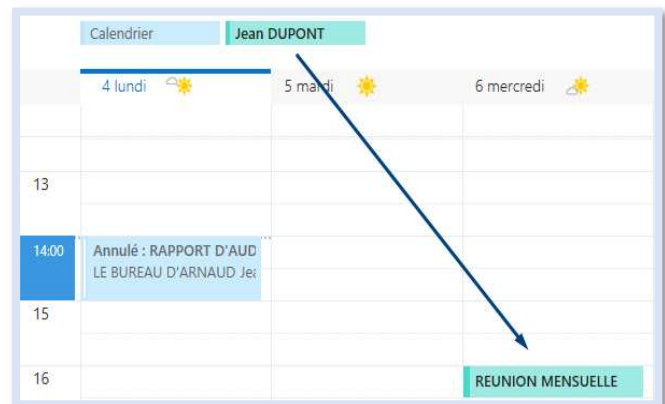 Calendrier
Jean DUPONT
4 lundi
5 mardi
6 mercredi
13
14:00
Annulé : RAPPORT D'AUD
LE BUREAU D'ARNAUD Jea
15
16
REUNION MENSUELLE